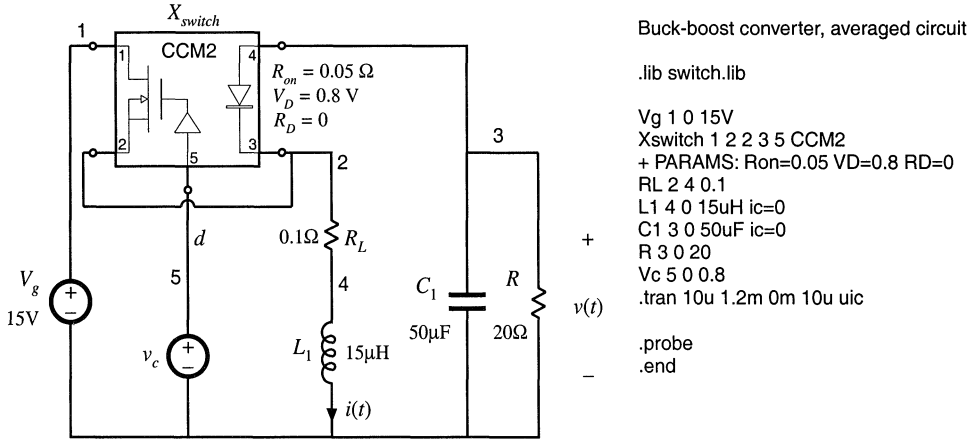 X_switch
1
CCM2
1
4
2
3
5
R_on = 0.05 Ω
V_D = 0.8 V
R_D = 0
2
3
0.1Ω R_L
d
5
4
V_g
15V
v_c
L_1 15μH
i(t)
C_1
50μF
R
20Ω
+
v(t)
−
Buck-boost converter, averaged circuit
.lib switch.lib
Vg 1 0 15V
Xswitch 1 2 2 3 5 CCM2
+ PARAMS: Ron=0.05 VD=0.8 RD=0
RL 2 4 0.1
L1 4 0 15uH ic=0
C1 3 0 50uF ic=0
R 3 0 20
Vc 5 0 0.8
.tran 10u 1.2m 0m 10u uic
.probe
.end